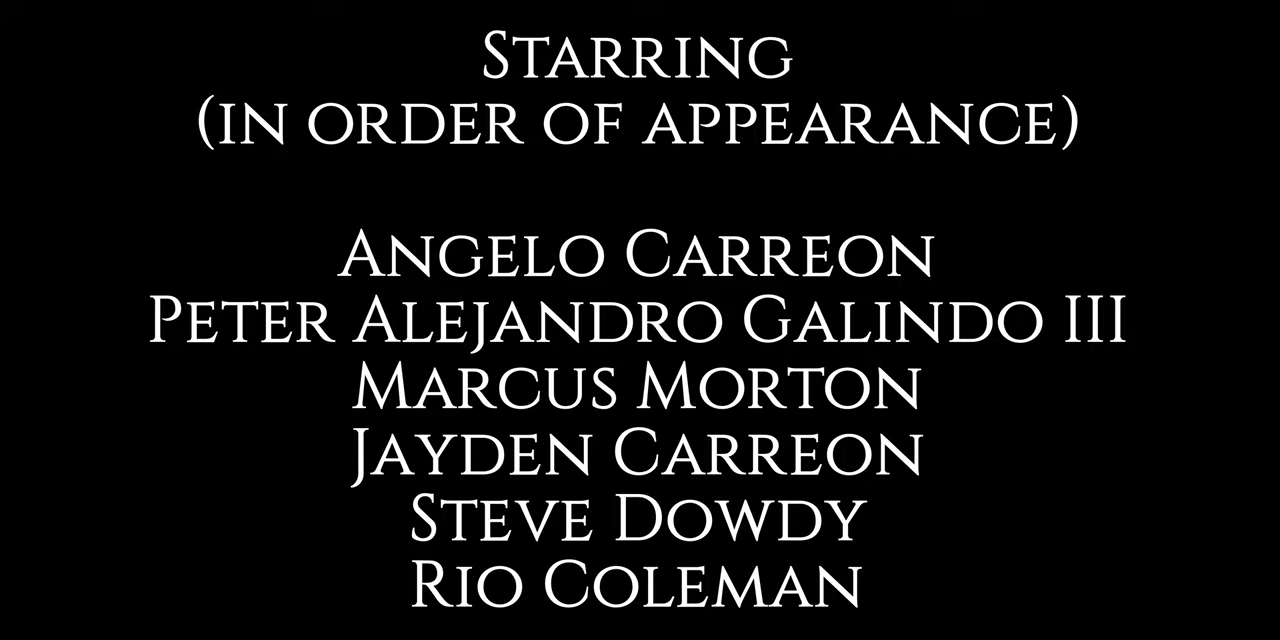 Starring
(in order of appearance)
Angelo Carreon
Peter Alejandro Galindo III
Marcus Morton
Jayden Carreon
Steve Dowdy
Rio Coleman